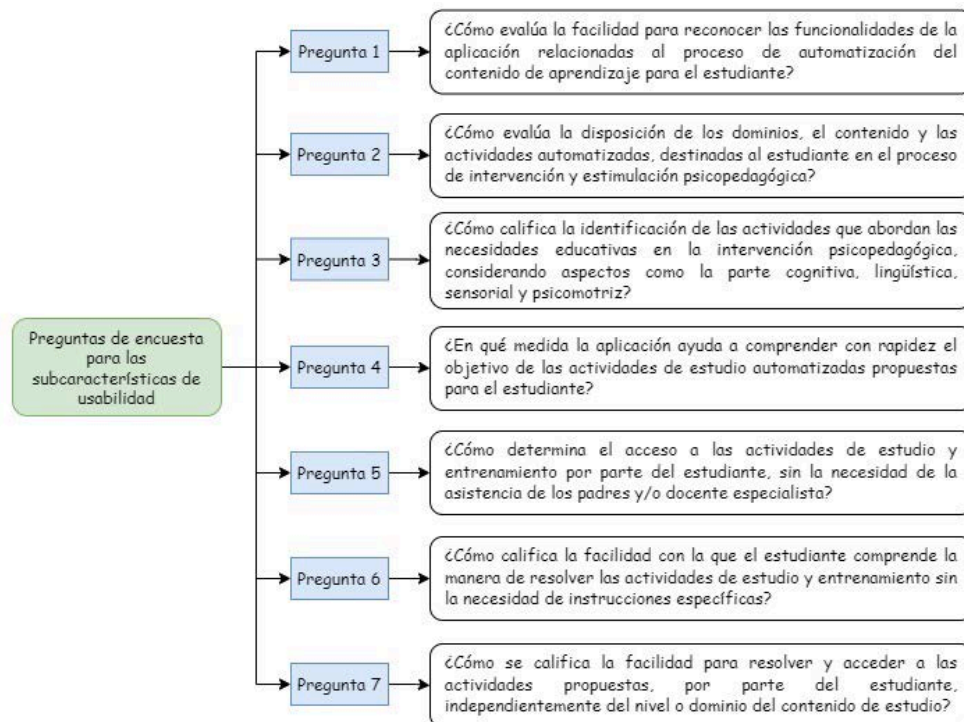 Preguntas de encuesta
para las
subcaracterísticas de
usabilidad
Pregunta 1
¿Cómo evalúa la facilidad para reconocer las funcionalidades de la
aplicación relacionadas al proceso de automatización del
contenido de aprendizaje para el estudiante?
Pregunta 2
¿Cómo evalúa la disposición de los dominios, el contenido y las
actividades automatizadas, destinadas al estudiante en el proceso
de intervención y estimulación psicopedagógica?
Pregunta 3
¿Cómo califica la identificación de las actividades que abordan las
necesidades educativas en la intervención psicopedagógica,
considerando aspectos como la parte cognitiva, lingüística,
sensorial y psicomotriz?
Pregunta 4
¿En qué medida la aplicación ayuda a comprender con rapidez el
objetivo de las actividades de estudio automatizadas propuestas
para el estudiante?
Pregunta 5
¿Cómo determina el acceso a las actividades de estudio y
entrenamiento por parte del estudiante, sin la necesidad de la
asistencia de los padres y/o docente especialista?
Pregunta 6
¿Cómo califica la facilidad con la que el estudiante comprende la
manera de resolver las actividades de estudio y entrenamiento sin
la necesidad de instrucciones específicas?
Pregunta 7
¿Cómo se califica la facilidad para resolver y acceder a las
actividades propuestas, por parte del estudiante,
independientemente del nivel o dominio del contenido de estudio?